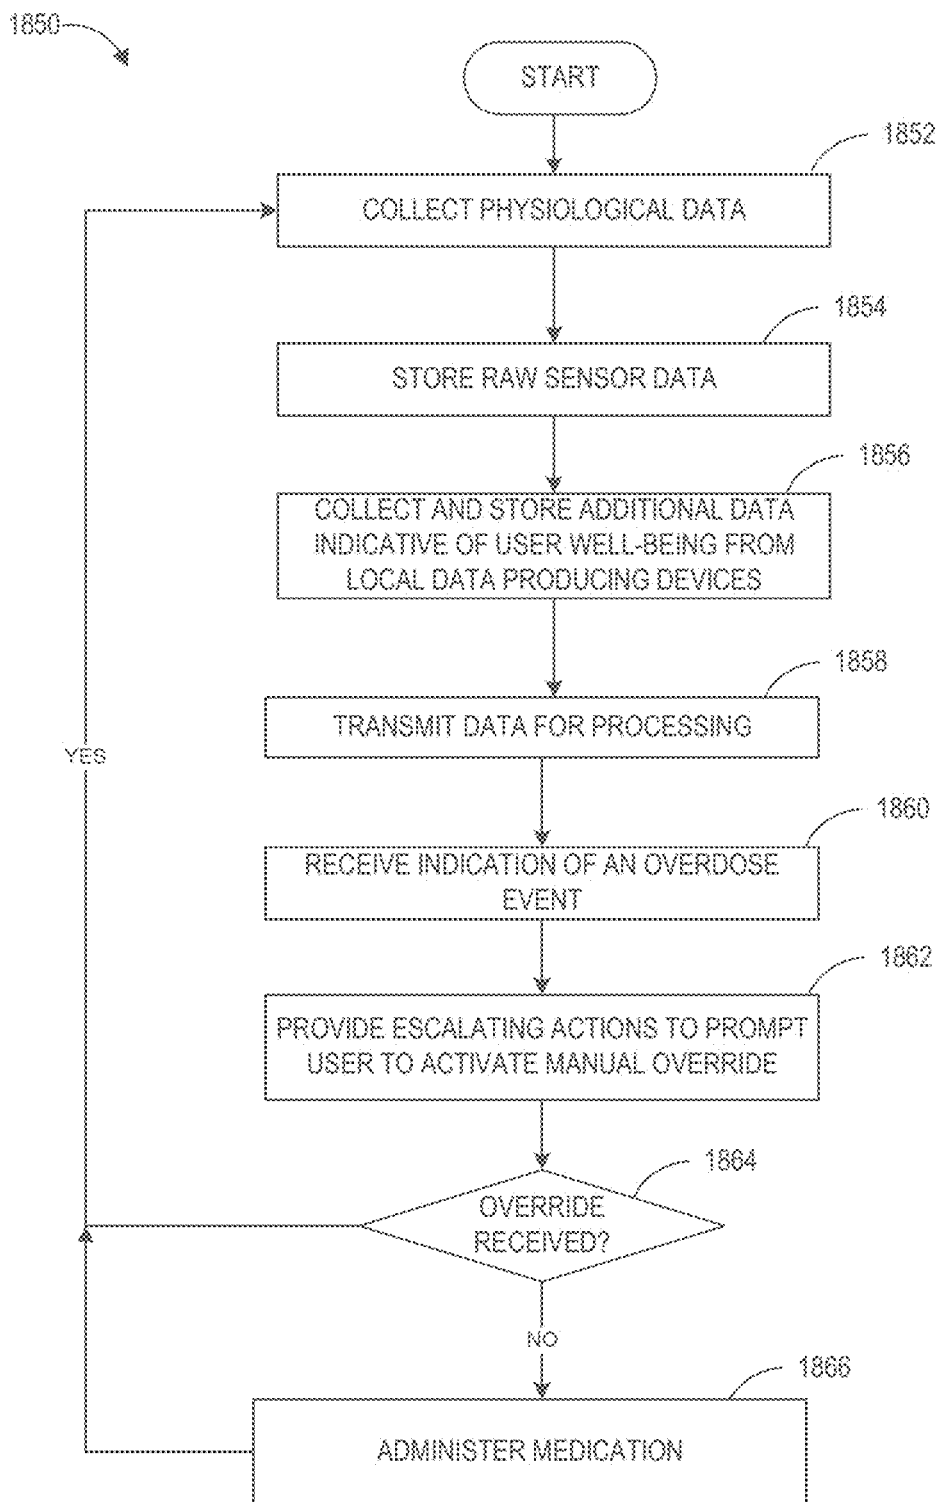 1850
START
1852
COLLECT PHYSIOLOGICAL DATA
1854
STORE RAW SENSOR DATA
1856
COLLECT AND STORE ADDITIONAL DATA
INDICATIVE OF USER WELL-BEING FROM
LOCAL DATA PRODUCING DEVICES
1858
TRANSMIT DATA FOR PROCESSING
YES
1860
RECEIVE INDICATION OF AN OVERDOSE
EVENT
1862
PROVIDE ESCALATING ACTIONS TO PROMPT
USER TO ACTIVATE MANUAL OVERRIDE
1864
OVERRIDE
RECEIVED?
NO
1866
ADMINISTER MEDICATION